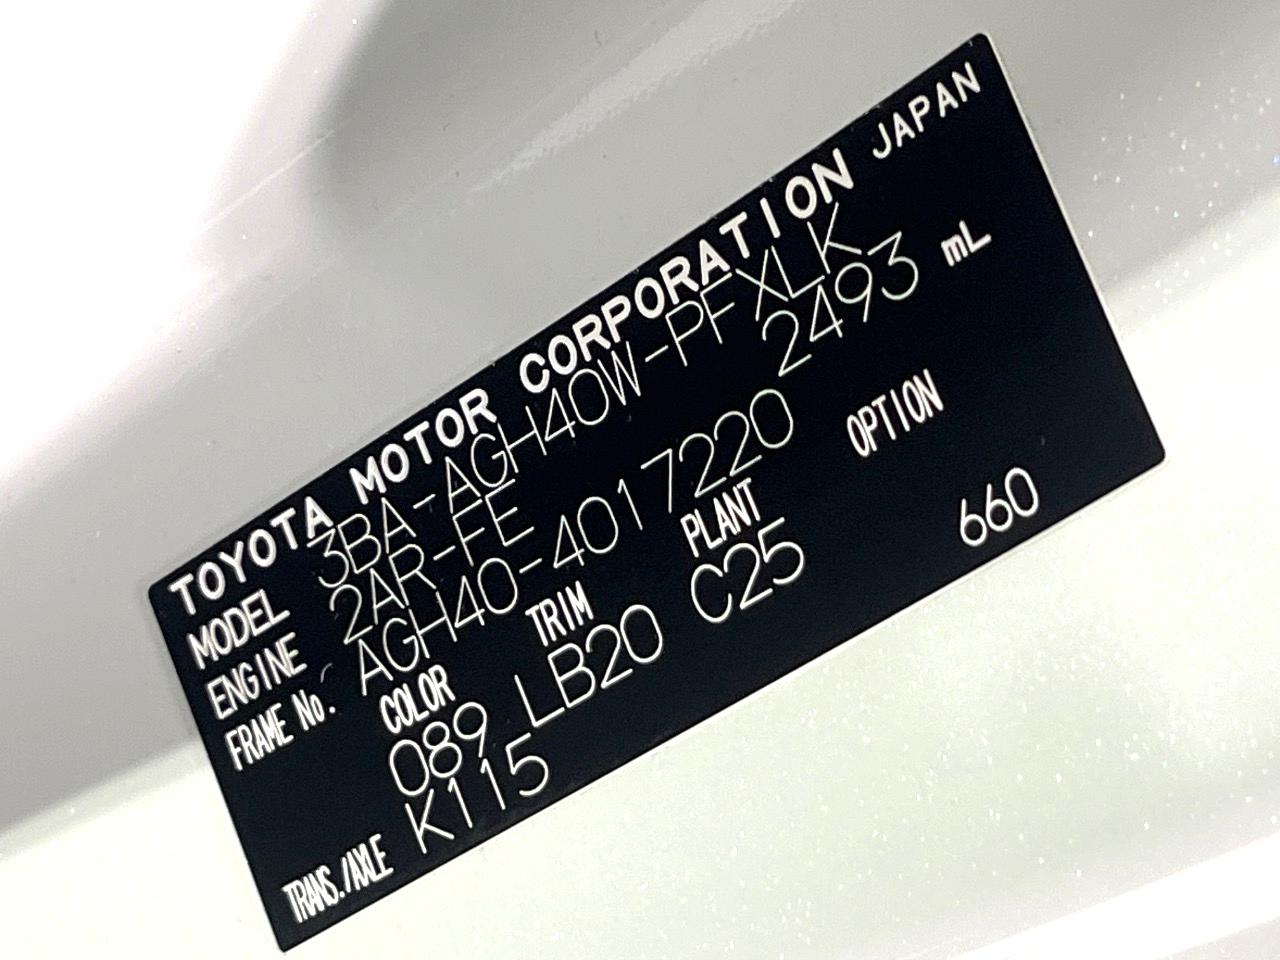 TOYOTA MOTOR CORPORATION JAPAN
MODEL 3BA-AGH40W-PFXLK
ENGINE 2AR-FE 2493 mL
FRAME No. AGH40-4017220
COLOR TRIM PLANT OPTION
089 LB20 C25 660
TRANS./AXLE K115